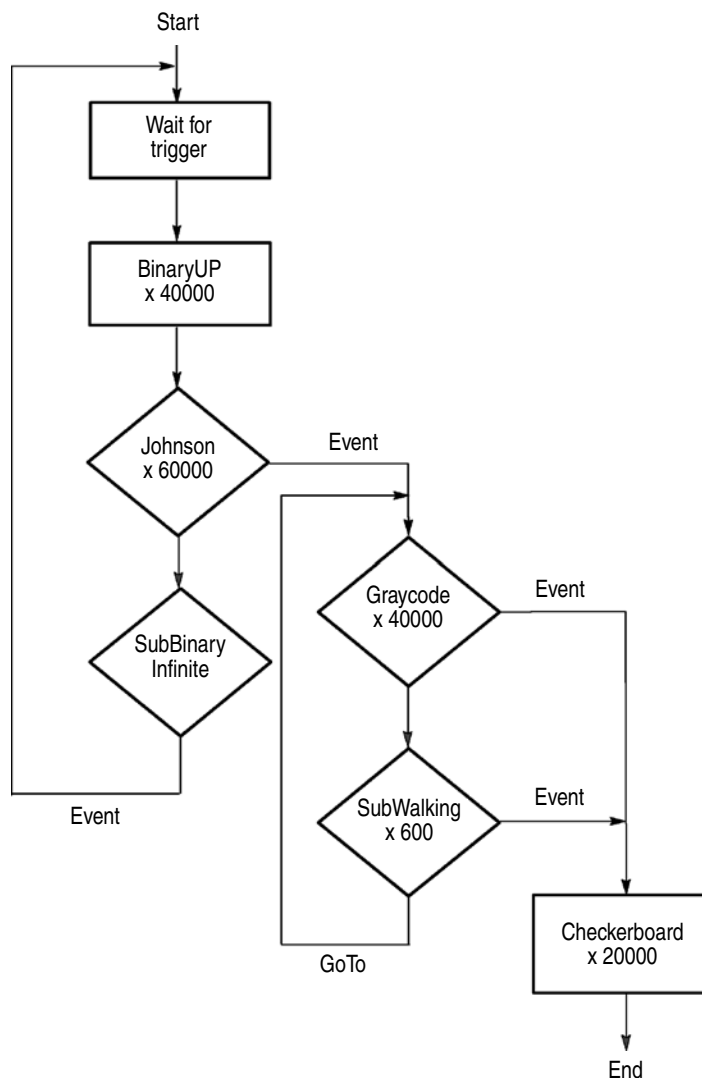 Start
Wait for
trigger
BinaryUP
x 40000
Johnson
x 60000
Event
SubBinary
Infinite
Event
Graycode
x 40000
Event
SubWalking
x 600
Event
GoTo
Checkerboard
x 20000
End